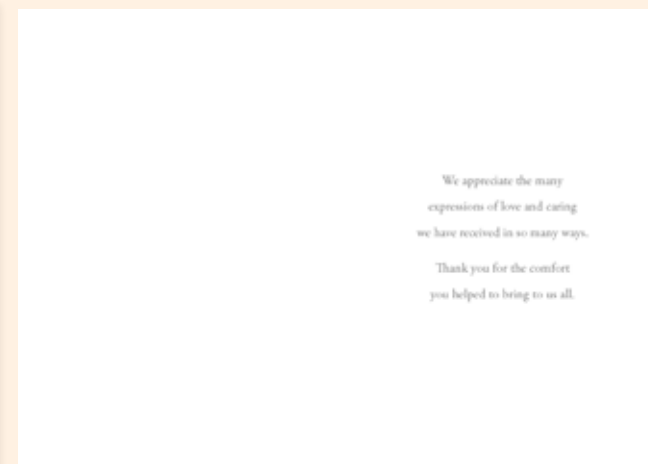 We appreciate the many
expressions of love and caring
we have received in so many ways.
Thank you for the comfort
you helped to bring to us all.